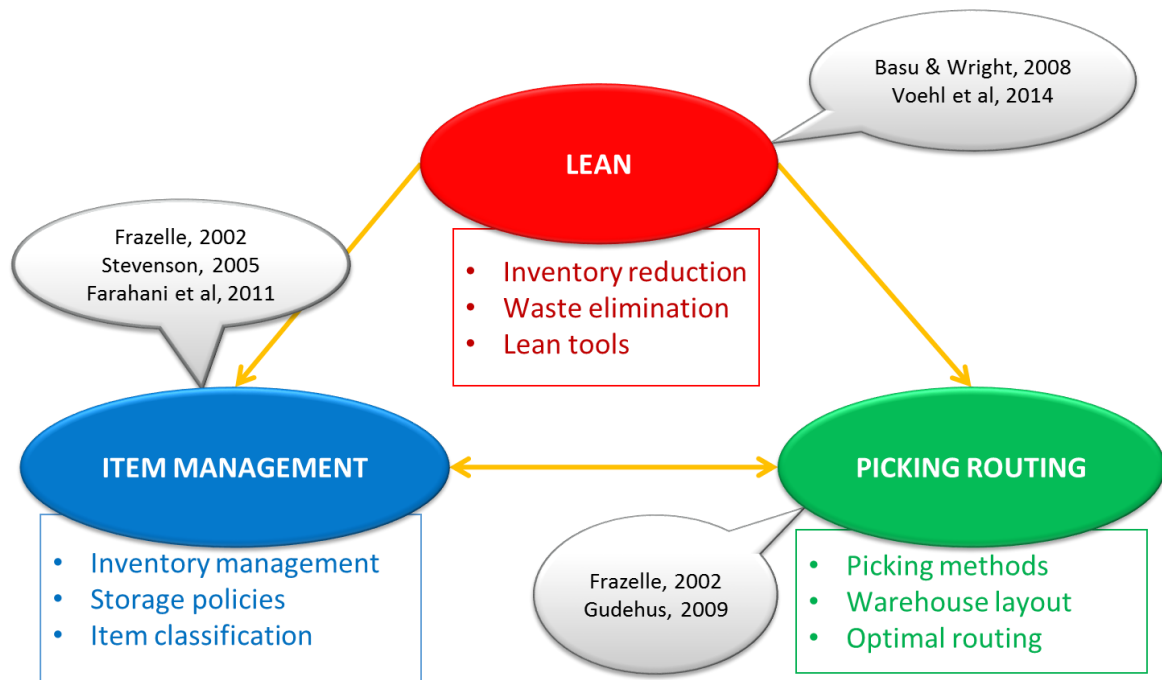 Basu & Wright, 2008
Voehl et al, 2014
LEAN
Frazelle, 2002
Stevenson, 2005
Farahani et al, 2011
• Inventory reduction
• Waste elimination
• Lean tools
ITEM MANAGEMENT
PICKING ROUTING
• Inventory management
• Storage policies
• Item classification
Frazelle, 2002
Gudehus, 2009
• Picking methods
• Warehouse layout
• Optimal routing